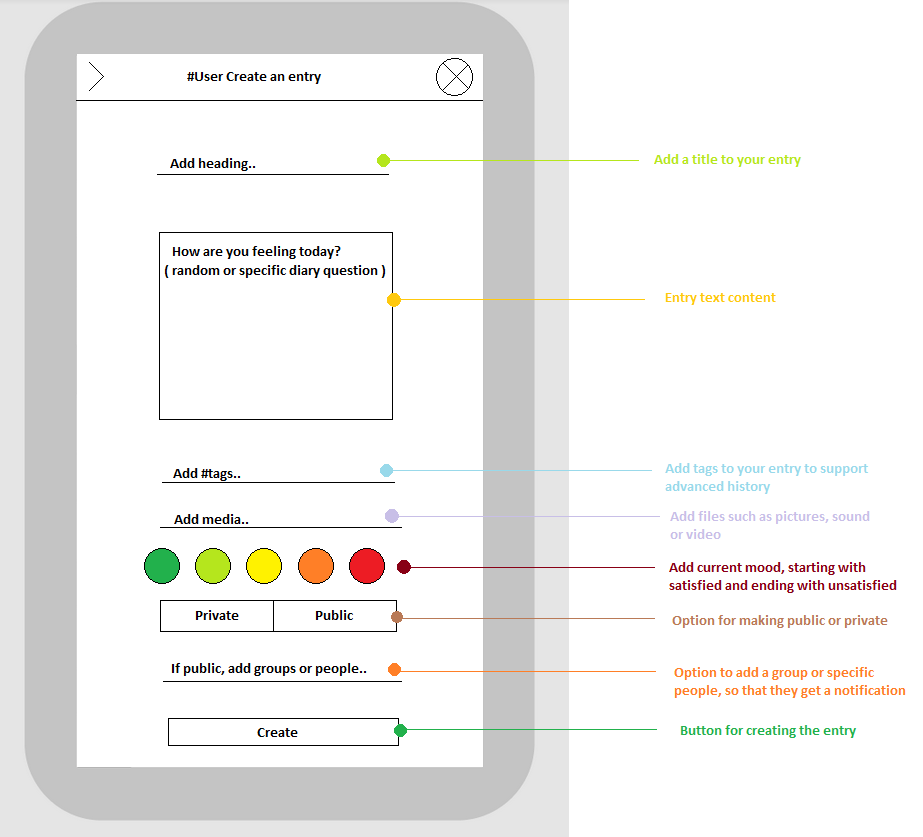 #User Create an entry
Add heading..
Add a title to your entry
How are you feeling today?
( random or specific diary question )
Entry text content
Add #tags..
Add tags to your entry to support
advanced history
Add media..
Add files such as pictures, sound
or video
Add current mood, starting with
satisfied and ending with unsatisfied
Private
Public
Option for making public or private
If public, add groups or people..
Option to add a group or specific
people, so that they get a notification
Create
Button for creating the entry